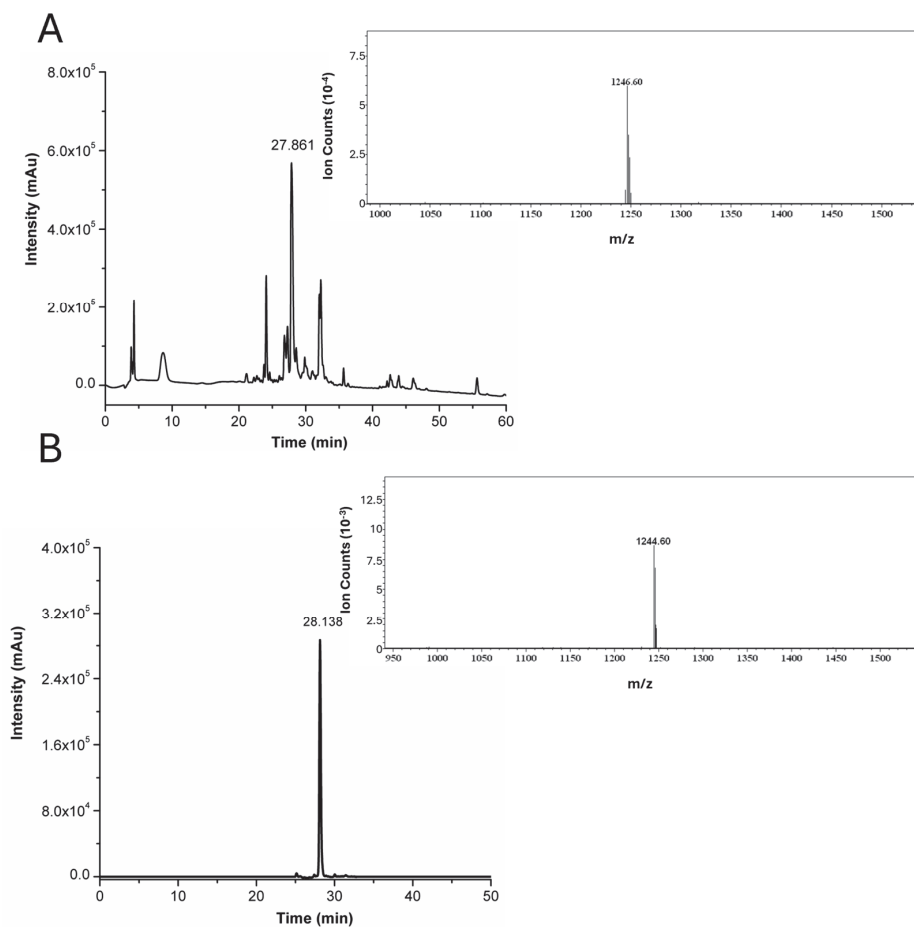 A
8.0x10⁵
6.0x10⁵
4.0x10⁵
2.0x10⁵
0.0
Intensity (mAu)
27.861
0 10 20 30 40 50 60
Time (min)
7.5
5
2.5
0
Ion Counts (10⁻⁴)
1246.60
1000 1050 1100 1150 1200 1250 1300 1350 1400 1450 1500
m/z
B
4.0x10⁵
3.2x10⁵
2.4x10⁵
1.6x10⁵
8.0x10⁴
0.0
Intensity (mAu)
28.138
0 10 20 30 40 50
Time (min)
12.5
10
7.5
5
2.5
0
Ion Counts (10⁻³)
1244.60
950 1000 1050 1100 1150 1200 1250 1300 1350 1400 1450 1500
m/z